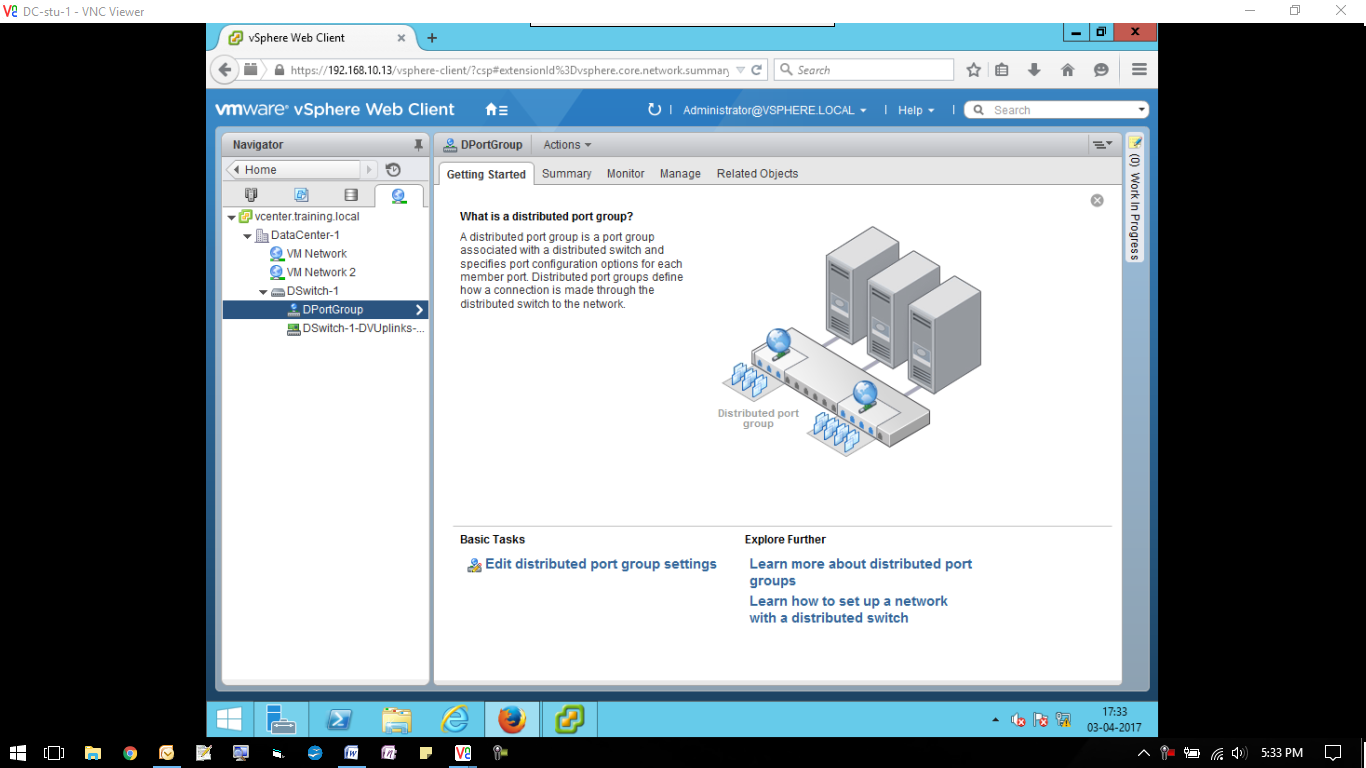 DC-stu-1 - VNC Viewer
vSphere Web Client
https://192.168.10.13/vsphere-client/?csp#extensionId%3Dvsphere.core.network.summary
Search
vmware® vSphere Web Client
Administrator@VSPHERE.LOCAL
Help
Search
Navigator
Home
vcenter.training.local
DataCenter-1
VM Network
VM Network 2
DSwitch-1
DPortGroup
DSwitch-1-DVUplinks-...
DPortGroup
Actions
Getting Started
Summary
Monitor
Manage
Related Objects
What is a distributed port group?
A distributed port group is a port group
associated with a distributed switch and
specifies port configuration options for each
member port. Distributed port groups define
how a connection is made through the
distributed switch to the network.
Distributed port
group
Basic Tasks
Edit distributed port group settings
Explore Further
Learn more about distributed port
groups
Learn how to set up a network
with a distributed switch
(0) Work In Progress
17:33
03-04-2017
5:33 PM